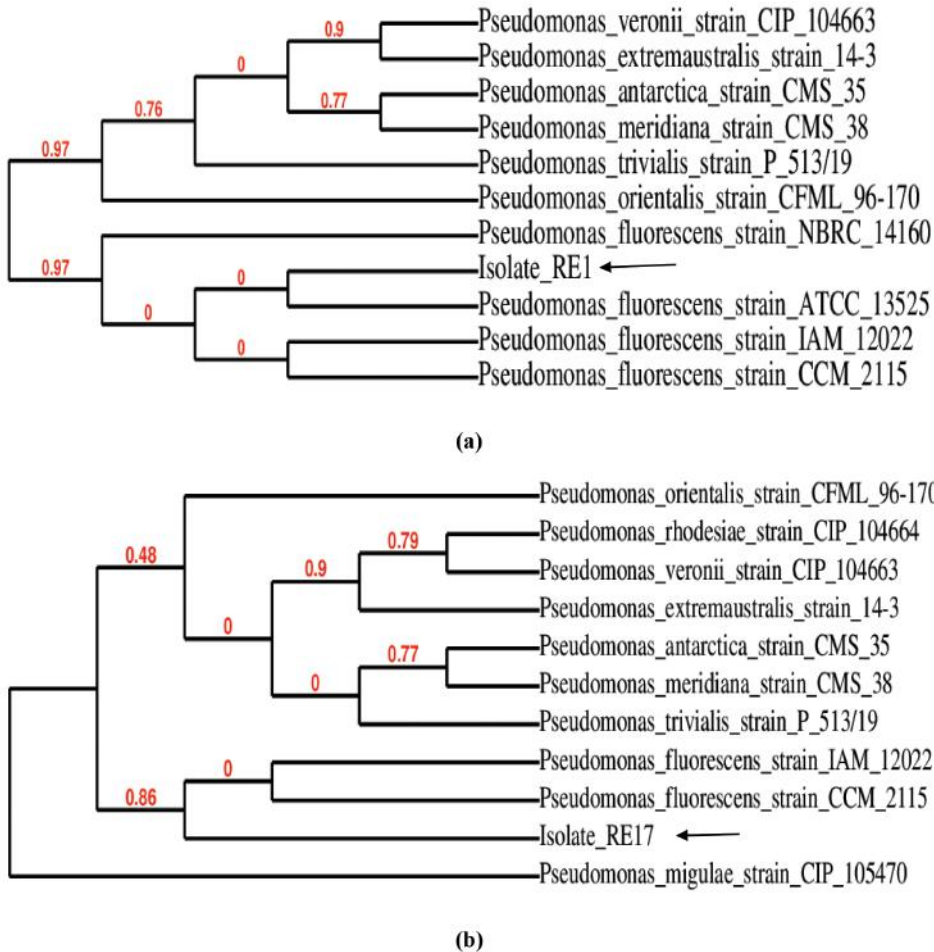 0.9
Pseudomonas_veronii_strain_CIP_104663
0
Pseudomonas_extremaustralis_strain_14-3
0.76
0.77
Pseudomonas_antarctica_strain_CMS_35
Pseudomonas_meridiana_strain_CMS_38
0.97
Pseudomonas_trivialis_strain_P_513/19
Pseudomonas_orientalis_strain_CFML_96-170
0.97
Pseudomonas_fluorescens_strain_NBRC_14160
0
Isolate_RE1
0
Pseudomonas_fluorescens_strain_ATCC_13525
0
Pseudomonas_fluorescens_strain_IAM_12022
Pseudomonas_fluorescens_strain_CCM_2115
(a)
Pseudomonas_orientalis_strain_CFML_96-170
0.48
0.79
Pseudomonas_rhodesiae_strain_CIP_104664
0.9
Pseudomonas_veronii_strain_CIP_104663
0
Pseudomonas_extremaustralis_strain_14-3
0.77
Pseudomonas_antarctica_strain_CMS_35
0
Pseudomonas_meridiana_strain_CMS_38
Pseudomonas_trivialis_strain_P_513/19
0
Pseudomonas_fluorescens_strain_IAM_12022
0.86
Pseudomonas_fluorescens_strain_CCM_2115
Isolate_RE17
Pseudomonas_migulae_strain_CIP_105470
(b)